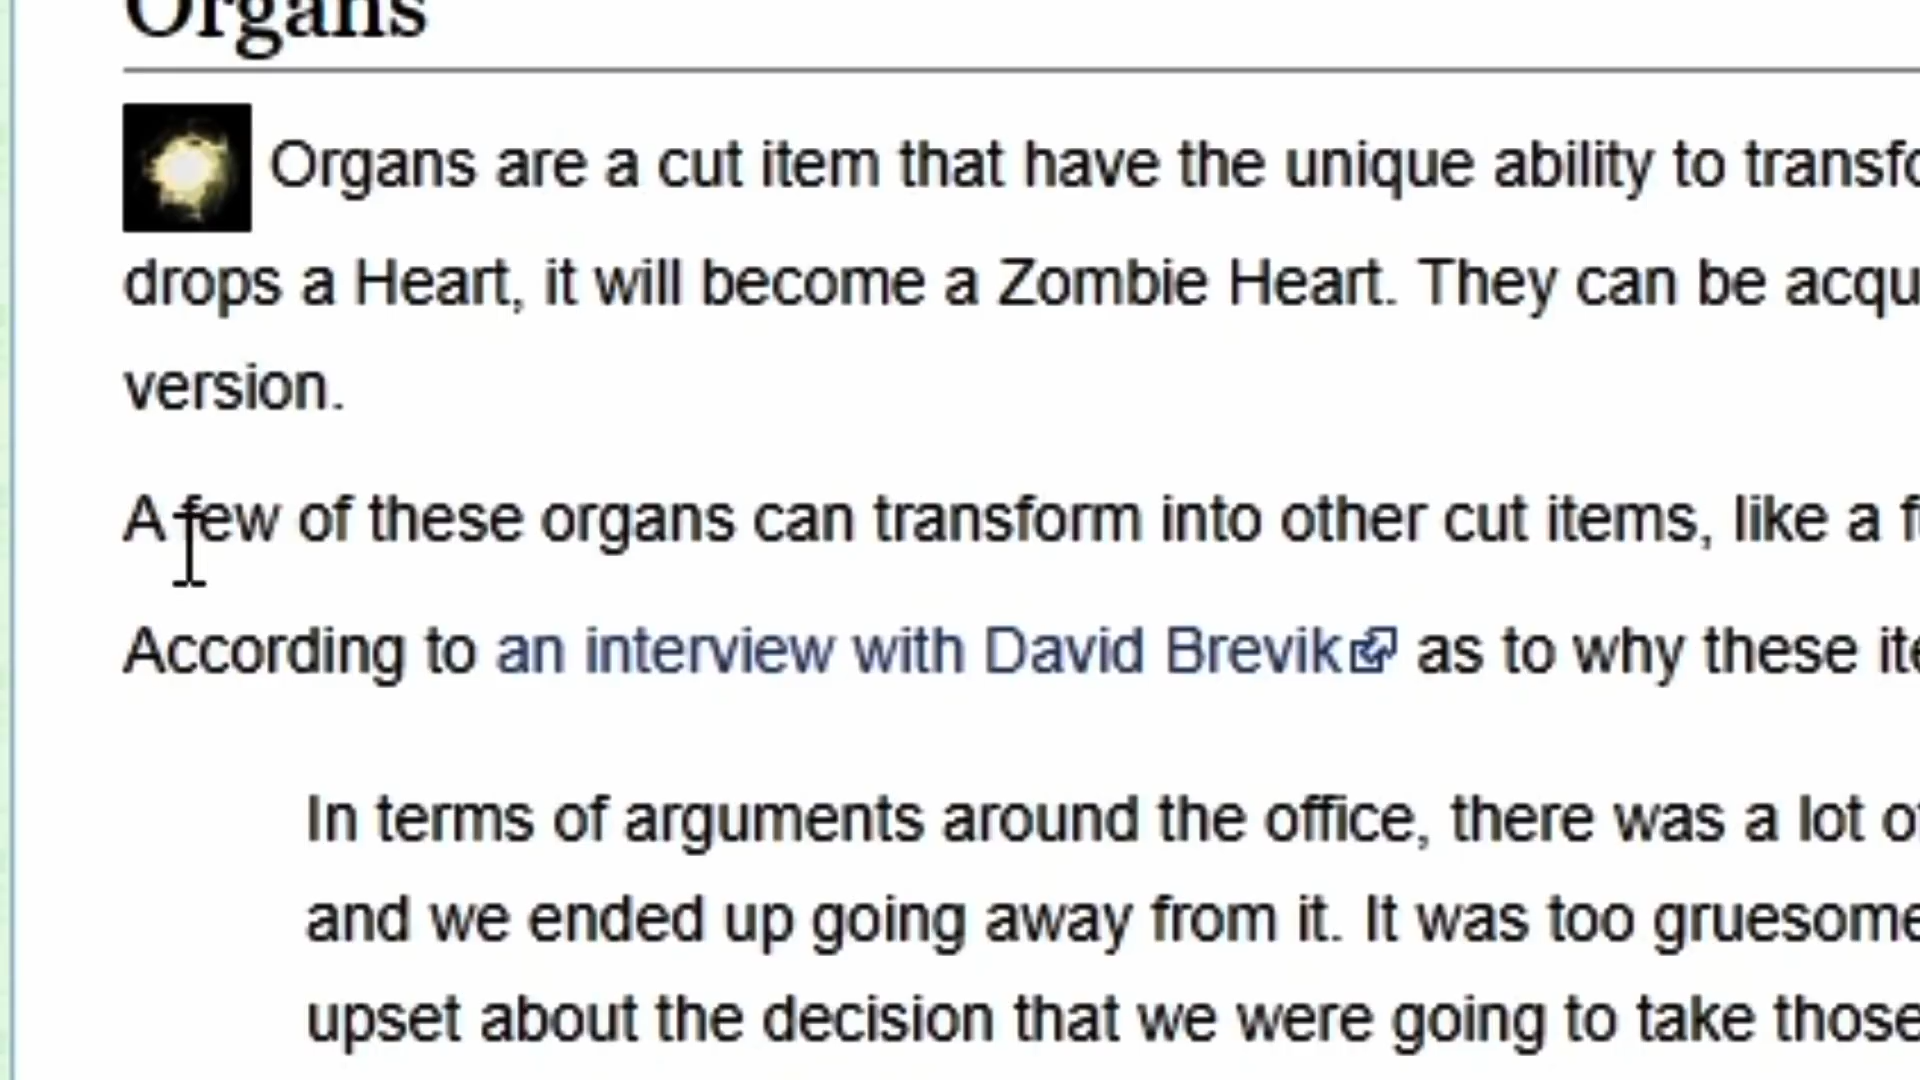 Organs
Organs are a cut item that have the unique ability to
drops a Heart, it will become a Zombie Heart. They can be
version.
A few of these organs can transform into other cut items, like a
According to an interview with David Brevik as to why these
In terms of arguments around the office, there was a lot
and we ended up going away from it. It was too gruesome
upset about the decision that we were going to take those